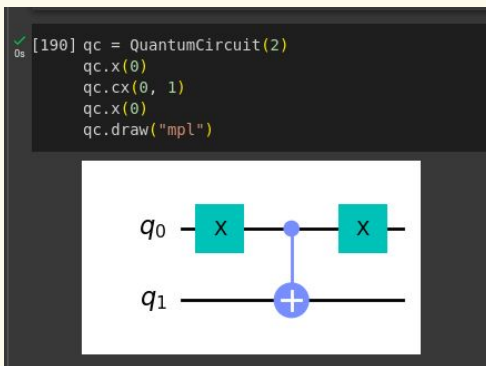 [190] qc = QuantumCircuit(2)
0s
qc.x(0)
qc.cx(0, 1)
qc.x(0)
qc.draw("mpl")
q0 X X
q1